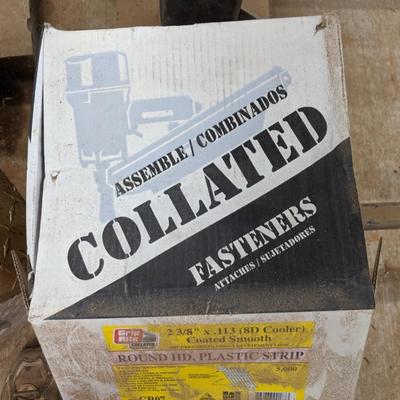 ASSEMBLE / COMBINADOS
COLLATED
FASTENERS
ATTACHES / SUJETADORES
Grip Rite
COLLATED
2 3/8" x .113 (8D Cooler)
Coated Smooth
ROUND HD. PLASTIC STRIP
5,000